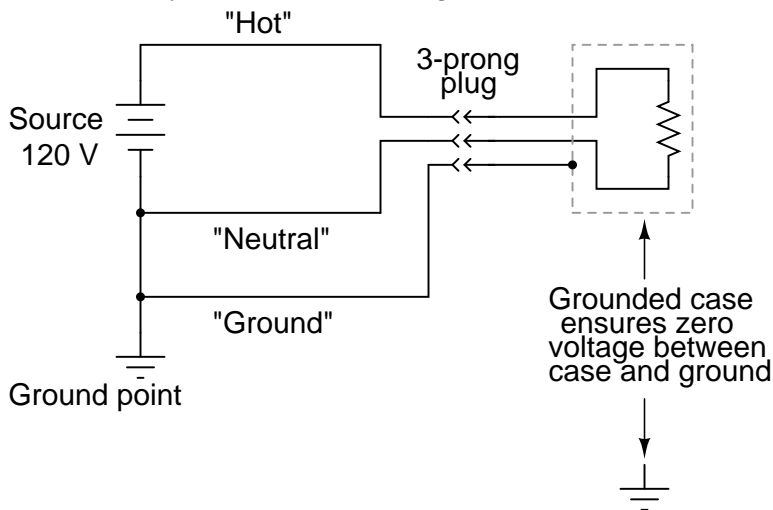 "Hot"
3-prong
plug
Source
120 V
"Neutral"
"Ground"
Ground point
Grounded case
ensures zero
voltage between
case and ground